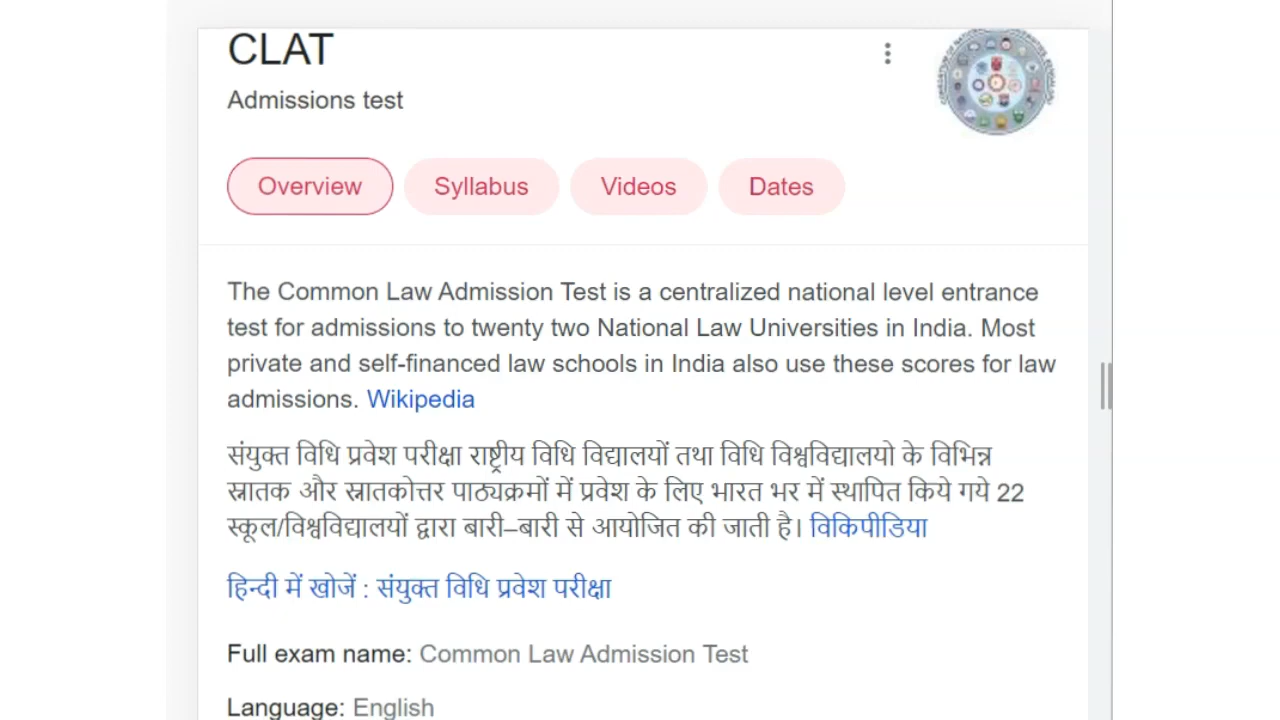 CLAT
Admissions test
Overview Syllabus Videos Dates
The Common Law Admission Test is a centralized national level entrance
test for admissions to twenty two National Law Universities in India. Most
private and self-financed law schools in India also use these scores for law
admissions. Wikipedia
संयुक्त विधि प्रवेश परीक्षा राष्ट्रीय विधि विद्यालयों तथा विधि विश्वविद्यालयो के विभिन्न
स्नातक और स्नातकोत्तर पाठ्यक्रमों में प्रवेश के लिए भारत भर में स्थापित किये गये 22
स्कूल/विश्वविद्यालयों द्वारा बारी–बारी से आयोजित की जाती है। विकिपीडिया
हिन्दी में खोजें : संयुक्त विधि प्रवेश परीक्षा
Full exam name: Common Law Admission Test
Language: English